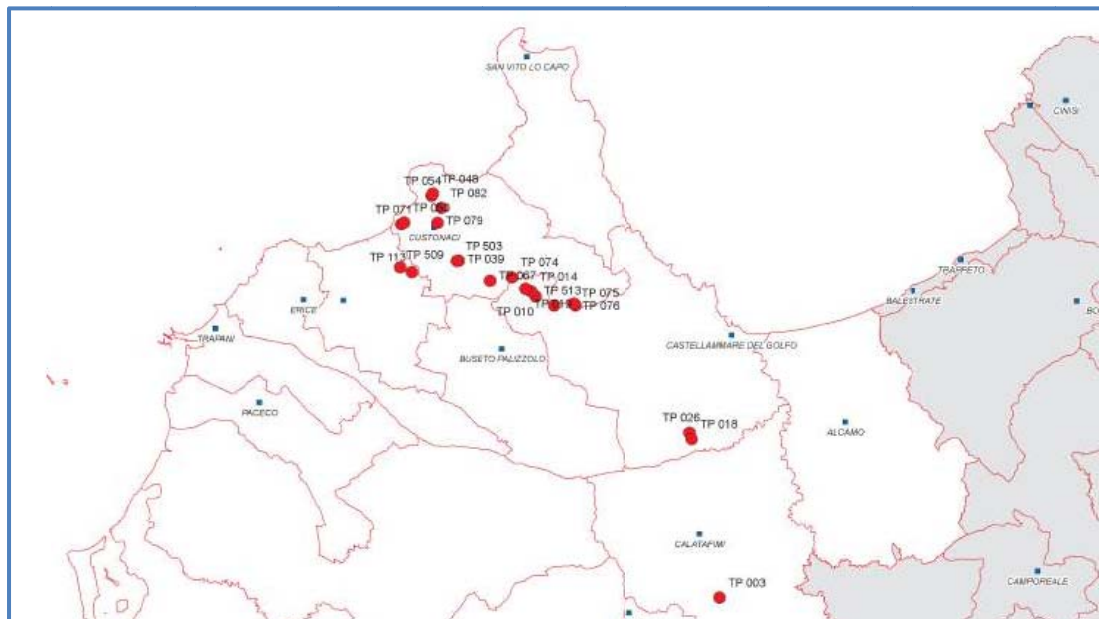 SAN VITO LO CAPO
CINISI
TP 054
TP 048
TP 082
TP 071
TP 079
CUSTONACI
TP 503
TP 113
TP 509
TP 039
TP 074
TP 067
TP 014
TP 513
TP 075
TP 010
TP 076
TRAPPETO
BALESTRATE
ERICE
TRAPANI
CASTELLAMMARE DEL GOLFO
BUSETO PALIZZOLO
PACECO
TP 026
TP 018
ALCAMO
CALATAFIMI
CAMPOREALE
TP 003